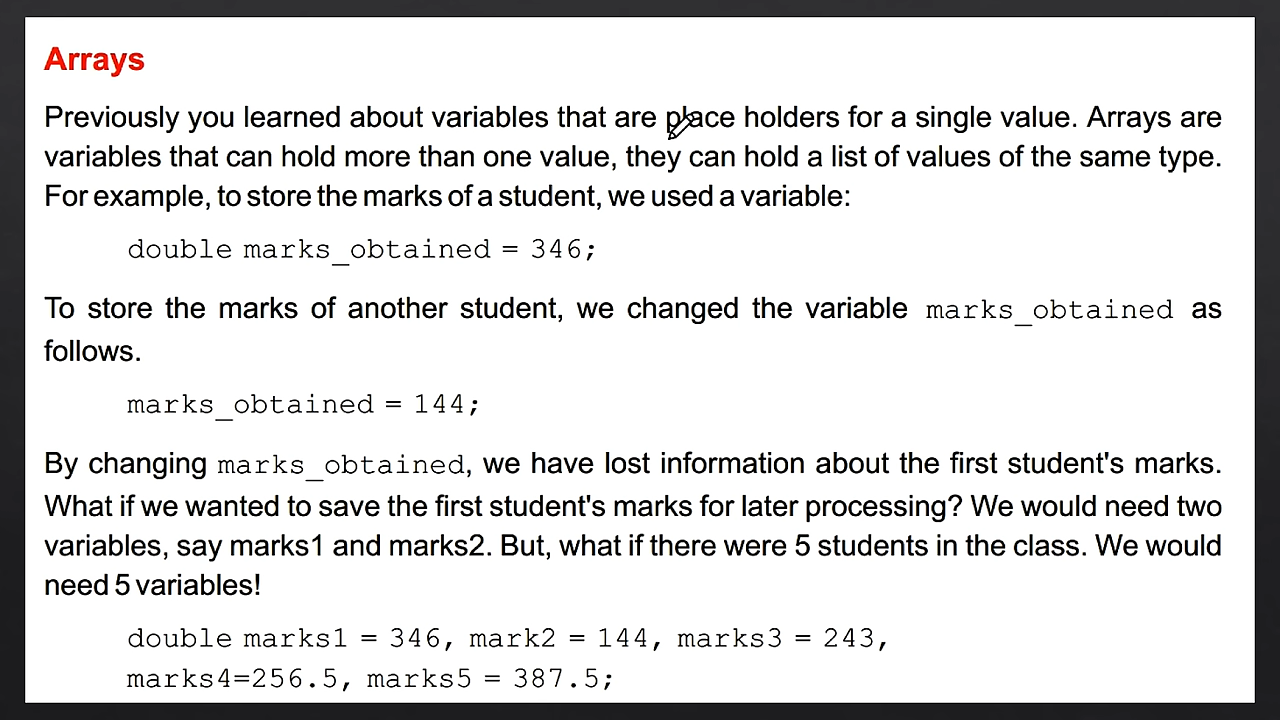 Arrays
Previously you learned about variables that are place holders for a single value. Arrays are
variables that can hold more than one value, they can hold a list of values of the same type.
For example, to store the marks of a student, we used a variable:
double marks_obtained = 346;
To store the marks of another student, we changed the variable marks_obtained as
follows.
marks_obtained = 144;
By changing marks_obtained, we have lost information about the first student's marks.
What if we wanted to save the first student's marks for later processing? We would need two
variables, say marks1 and marks2. But, what if there were 5 students in the class. We would
need 5 variables!
double marks1 = 346, mark2 = 144, marks3 = 243,
marks4=256.5, marks5 = 387.5;